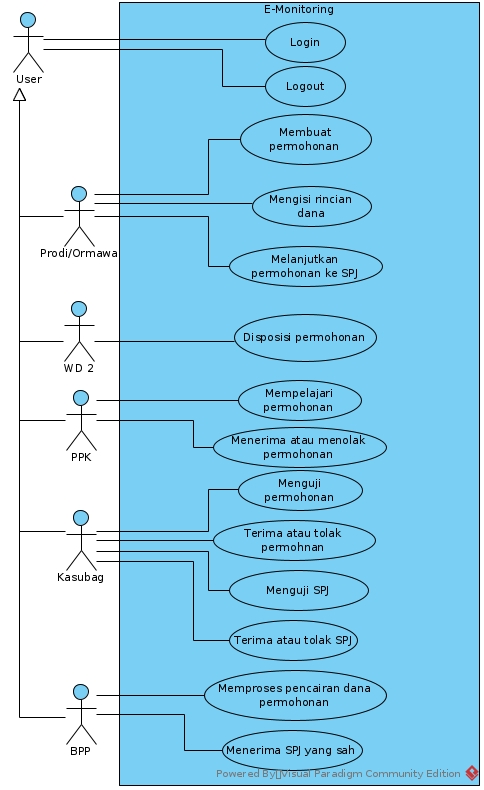 E-Monitoring
Login
User
Logout
Membuat
permohonan
Mengisi rincian
dana
Prodi/Ormawa
Melanjutkan
permohonan ke SPJ
Disposisi permohonan
WD 2
Mempelajari
permohonan
PPK
Menerima atau menolak
permohonan
Menguji
permohonan
Terima atau tolak
permohnan
Kasubag
Menguji SPJ
Terima atau tolak SPJ
Memproses pencairan dana
permohonan
BPP
Menerima SPJ yang sah
Powered By Visual Paradigm Community Edition